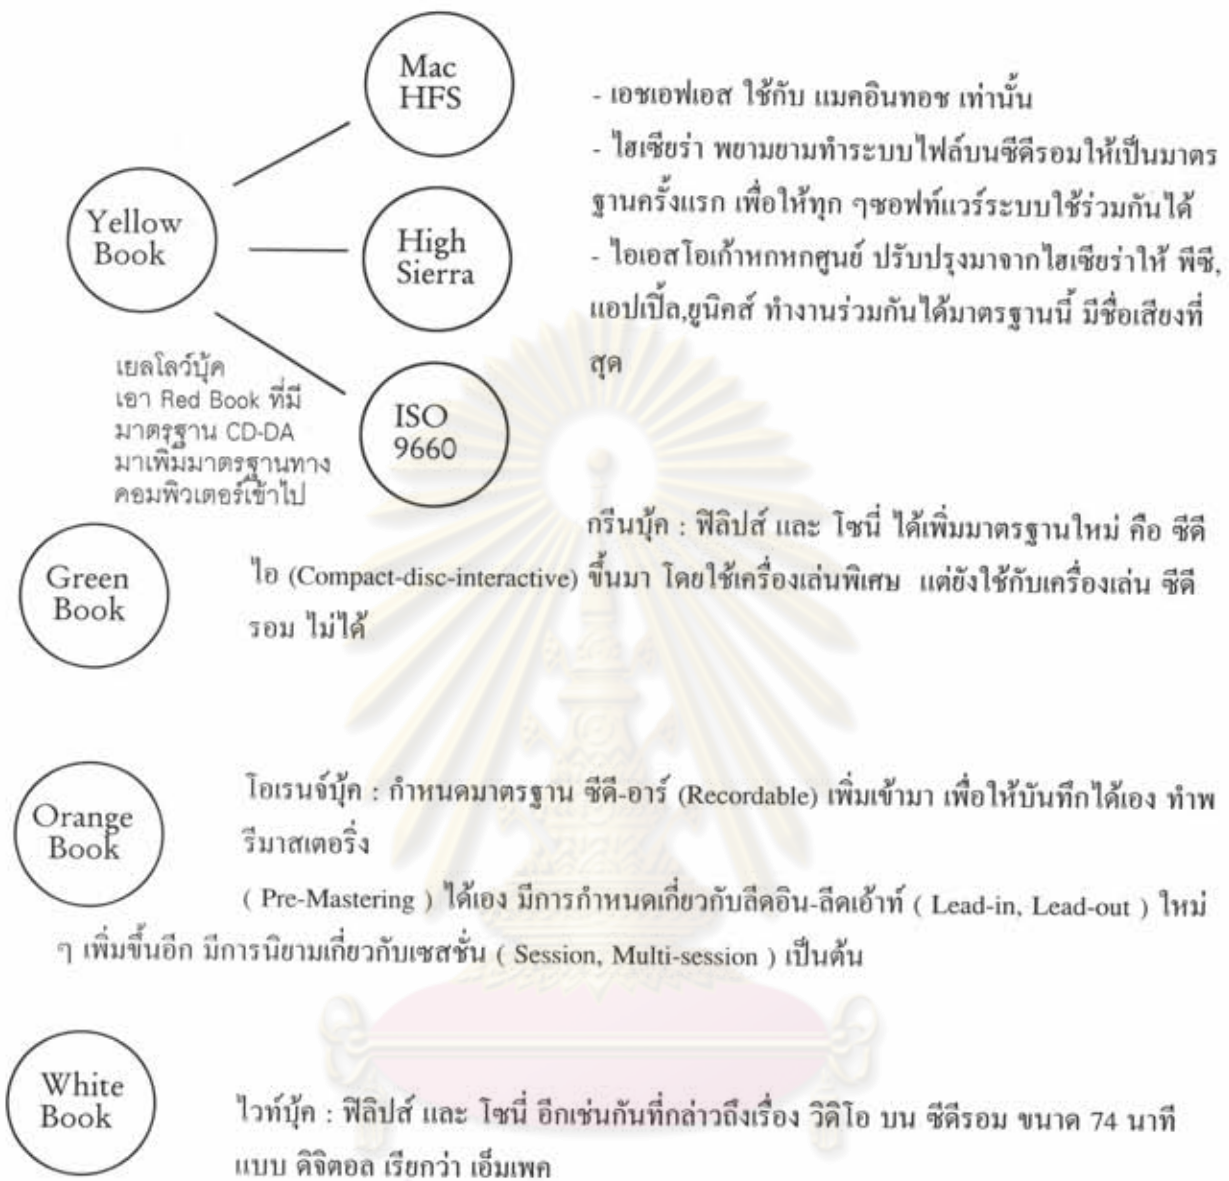 Mac
HFS
- เอชเอฟเอส ใช้กับ แมคอินทอช เท่านั้น
- ไฮเซียร่า พยามยามทำระบบไฟล์บนซีดีรอมให้เป็นมาตร
ฐานครั้งแรก เพื่อให้ทุก ๆซอฟท์แวร์ระบบใช้ร่วมกันได้
- ไอเอสโอเก้าหกหกศูนย์ ปรับปรุงมาจากไฮเซียร่าให้ พีซี,
แอปเปิ้ล,ยูนิคส์ ทำงานร่วมกันได้มาตรฐานนี้ มีชื่อเสียงที่
สุด
Yellow
Book
High
Sierra
เยลโลว์บุ้ค
เอา Red Book ที่มี
มาตรฐาน CD-DA
มาเพิ่มมาตรฐานทาง
คอมพิวเตอร์เข้าไป
ISO
9660
Green
Book
กรีนบุ้ค : ฟิลิปส์ และ โซนี่ ได้เพิ่มมาตรฐานใหม่ คือ ซีดี
ไอ (Compact-disc-interactive) ขึ้นมา โดยใช้เครื่องเล่นพิเศษ แต่ยังใช้กับเครื่องเล่น ซีดี
รอม ไม่ได้
Orange
Book
โอเรนจ์บุ้ค : กำหนดมาตรฐาน ซีดี-อาร์ (Recordable) เพิ่มเข้ามา เพื่อให้บันทึกได้เอง ทำพ
รีมาสเตอริ่ง
( Pre-Mastering ) ได้เอง มีการกำหนดเกี่ยวกับลีดอิน-ลีดเอ้าท์ ( Lead-in, Lead-out ) ใหม่
ๆ เพิ่มขึ้นอีก มีการนิยามเกี่ยวกับเซสชั่น ( Session, Multi-session ) เป็นต้น
White
Book
ไวท์บุ้ค : ฟิลิปส์ และ โซนี่ อีกเช่นกันที่กล่าวถึงเรื่อง วิดิโอ บน ซีดีรอม ขนาด 74 นาที
แบบ ดิจิตอล เรียกว่า เอ็มเพค